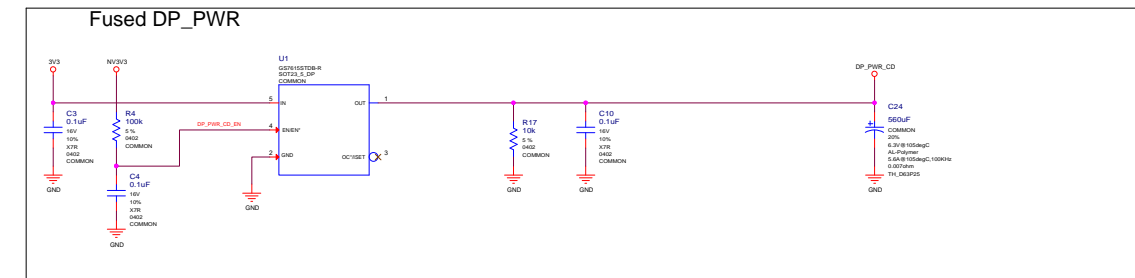 Fused DP_PWR
3V3
NV3V3
U1
GS7615STDB-R
SOT23_5_DP
COMMON
DP_PWR_CD
5
IN
OUT
1
DP_PWR_CD_EN
4
EN/EN*
2
GND
OC*/ISET
3
C3
0.1uF
16V
10%
X7R
0402
COMMON
GND
R4
100k
5 %
0402
COMMON
C4
0.1uF
16V
10%
X7R
0402
COMMON
GND
GND
R17
10k
5 %
0402
COMMON
GND
C10
0.1uF
16V
10%
X7R
0402
COMMON
GND
C24
560uF
COMMON
20%
6.3V@105degC
AL-Polymer
5.6A@105degC,100KHz
0.007ohm
TH_D63P25
GND